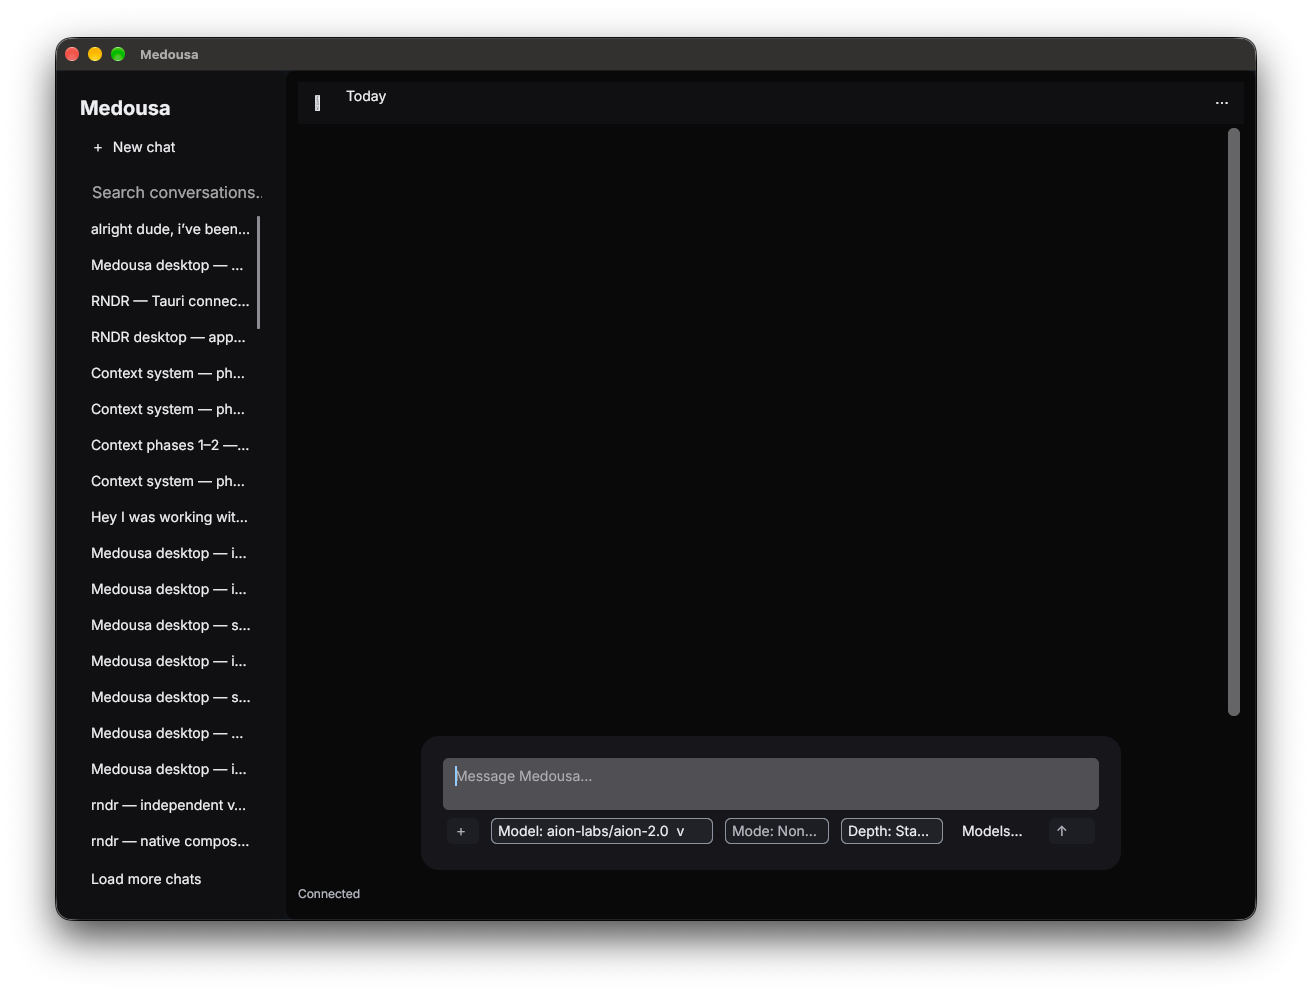 Medousa
Medousa
+ New chat
Search conversations..
alright dude, i’ve been...
Medousa desktop — ...
RNDR — Tauri connec...
RNDR desktop — app...
Context system — ph...
Context system — ph...
Context phases 1–2 —...
Context system — ph...
Hey I was working wit...
Medousa desktop — i...
Medousa desktop — i...
Medousa desktop — s...
Medousa desktop — i...
Medousa desktop — s...
Medousa desktop — ...
Medousa desktop — i...
rndr — independent v...
rndr — native compos...
Load more chats
Today
...
Message Medousa...
+ Model: aion-labs/aion-2.0 v Mode: Non... Depth: Sta... Models... ↑
Connected